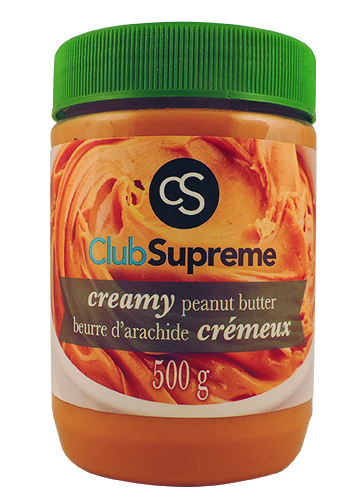 CS
ClubSupreme
creamy peanut butter
beurre d'arachide crémeux
500 g